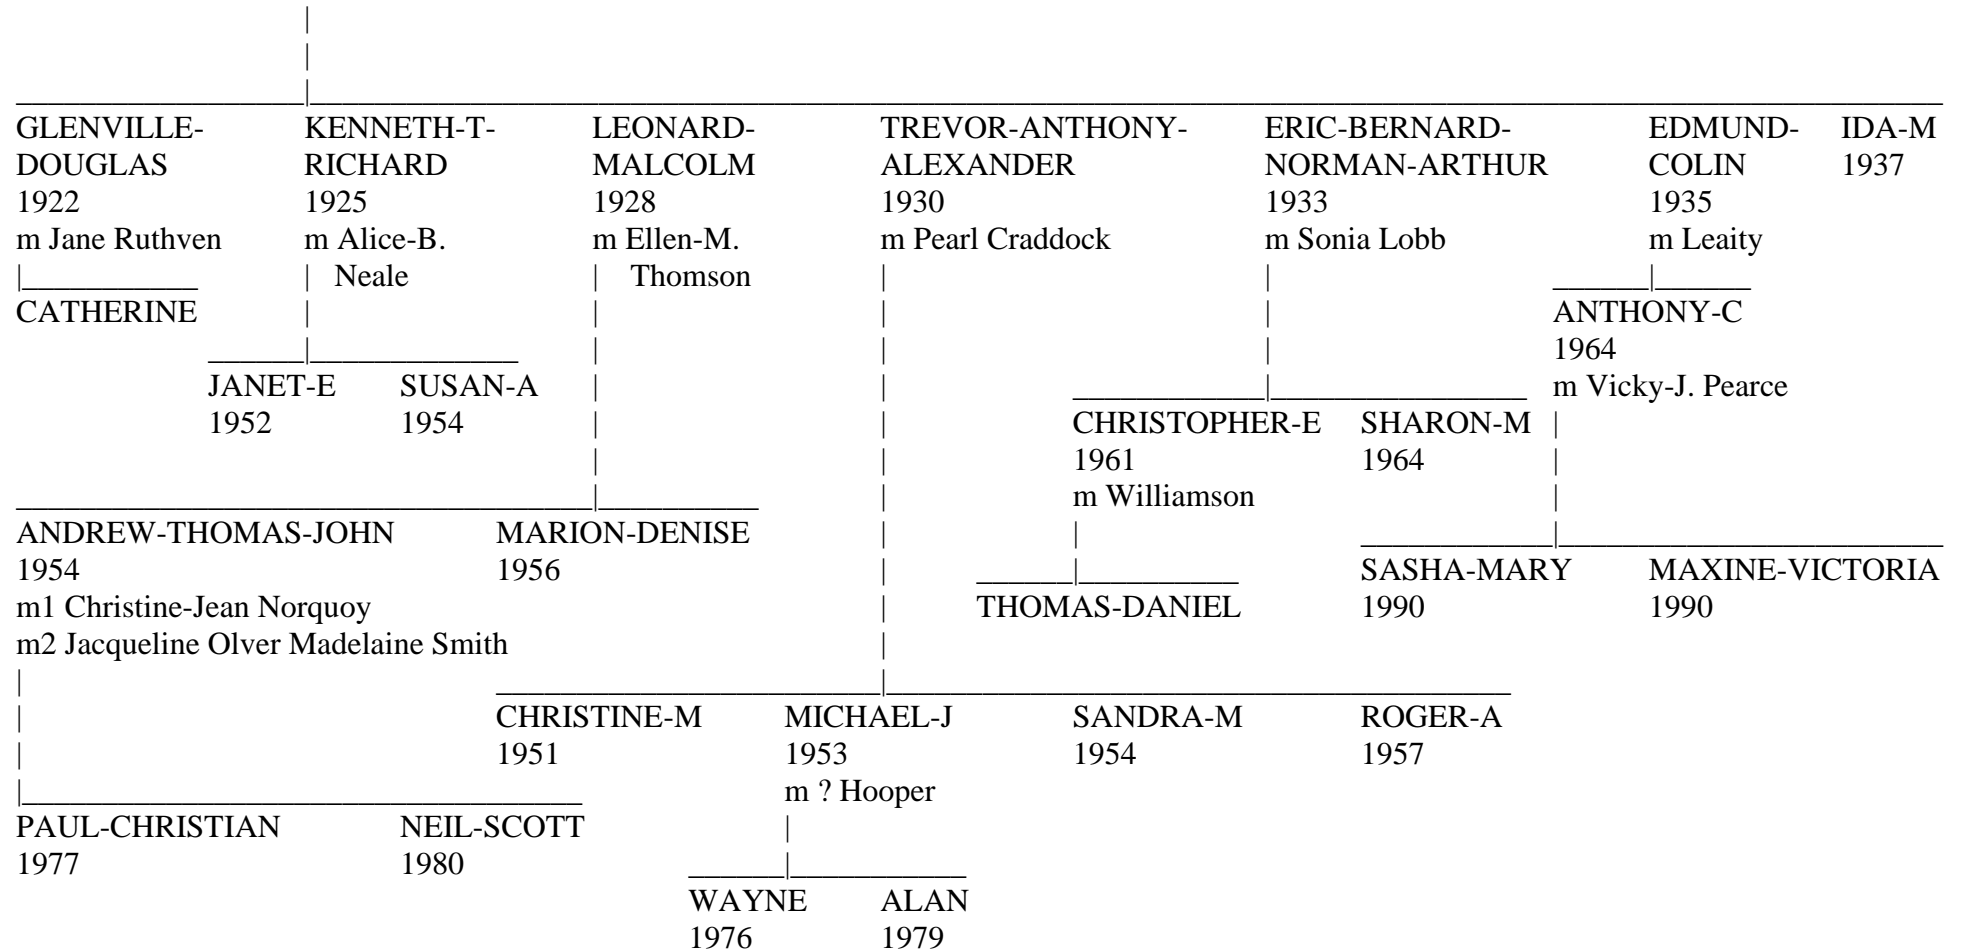 GLENVILLE- KENNETH-T- LEONARD- TREVOR-ANTHONY- ERIC-BERNARD- EDMUND- IDA-M
DOUGLAS RICHARD MALCOLM ALEXANDER NORMAN-ARTHUR COLIN 1937
1922 1925 1928 1930 1933 1935
m Jane Ruthven m Alice-B. m Ellen-M. m Pearl Craddock m Sonia Lobb m Leaity
Neale Thomson
CATHERINE ANTHONY-C
1964
JANET-E SUSAN-A m Vicky-J. Pearce
1952 1954 CHRISTOPHER-E SHARON-M
1961 1964
m Williamson
ANDREW-THOMAS-JOHN MARION-DENISE
1954 1956 SASHA-MARY MAXINE-VICTORIA
m1 Christine-Jean Norquoy THOMAS-DANIEL 1990 1990
m2 Jacqueline Olver Madelaine Smith
CHRISTINE-M MICHAEL-J SANDRA-M ROGER-A
1951 1953 1954 1957
m ? Hooper
PAUL-CHRISTIAN NEIL-SCOTT
1977 1980
WAYNE ALAN
1976 1979